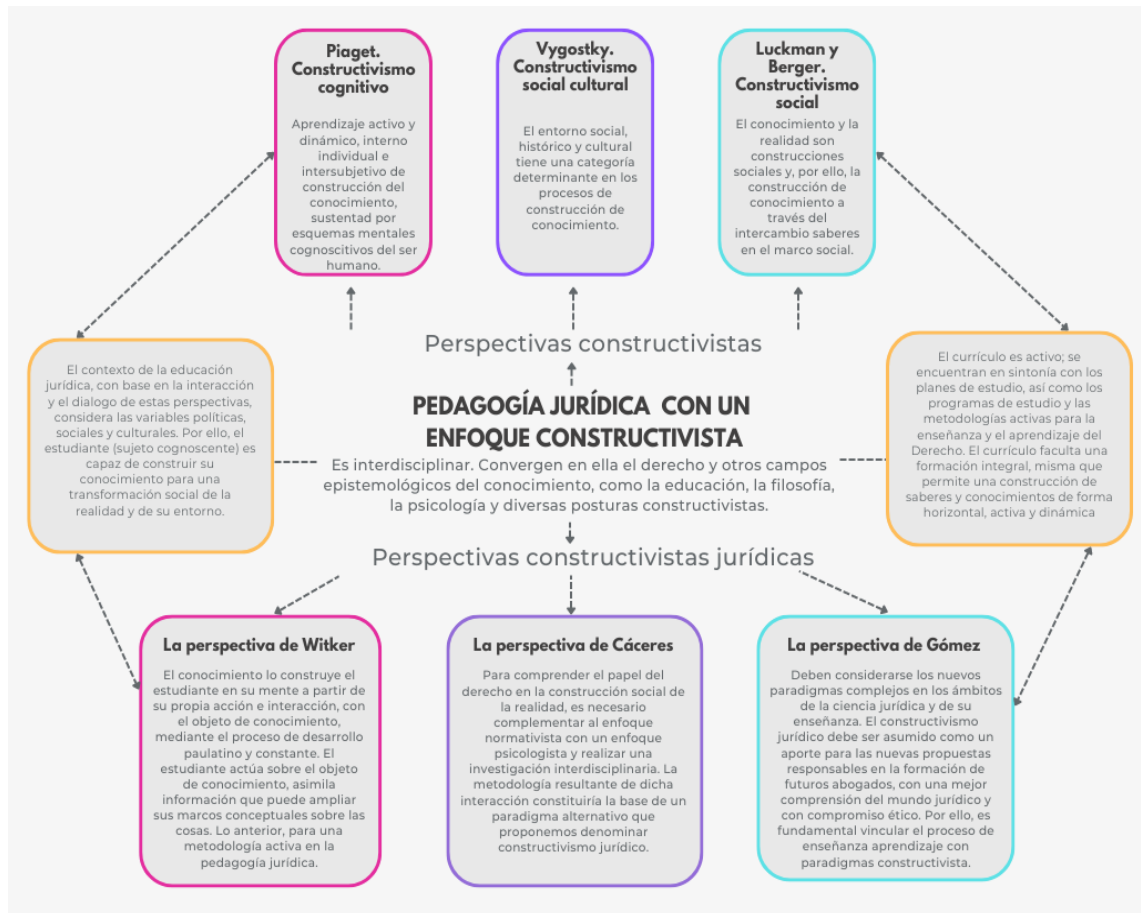 Piaget.
Constructivismo
cognitivo
Aprendizaje activo y
dinámico, interno
individual e
intersubjetivo de
construcción del
conocimiento,
sustentad por
esquemas mentales
cognoscitivos del ser
humano.
Vygostky.
Constructivismo
social cultural
El entorno social,
histórico y cultural
tiene una categoría
determinante en los
procesos de
construcción de
conocimiento.
Luckman y
Berger.
Constructivismo
social
El conocimiento y la
realidad son
construcciones
sociales y, por ello, la
construcción de
conocimiento a
través del
intercambio saberes
en el marco social.
Perspectivas constructivistas
El contexto de la educación
jurídica, con base en la interacción
y el dialogo de estas perspectivas,
considera las variables políticas,
sociales y culturales. Por ello, el
estudiante (sujeto cognoscente) es
capaz de construir su
conocimiento para una
transformación social de la
realidad y de su entorno.
PEDAGOGÍA JURÍDICA CON UN
ENFOQUE CONSTRUCTIVISTA
Es interdisciplinar. Convergen en ella el derecho y otros campos
epistemológicos del conocimiento, como la educación, la filosofía,
la psicología y diversas posturas constructivistas.
El currículo es activo; se
encuentran en sintonía con los
planes de estudio, así como los
programas de estudio y las
metodologías activas para la
enseñanza y el aprendizaje del
Derecho. El currículo faculta una
formación integral, misma que
permite una construcción de
saberes y conocimientos de forma
horizontal, activa y dinámica
Perspectivas constructivistas jurídicas
La perspectiva de Witker
El conocimiento lo construye el
estudiante en su mente a partir de
su propia acción e interacción, con
el objeto de conocimiento,
mediante el proceso de desarrollo
paulatino y constante. El
estudiante actúa sobre el objeto
de conocimiento, asimila
información que puede ampliar
sus marcos conceptuales sobre las
cosas. Lo anterior, para una
metodología activa en la
pedagogía jurídica.
La perspectiva de Cáceres
Para comprender el papel del
derecho en la construcción social de
la realidad, es necesario
complementar al enfoque
normativista con un enfoque
psicologista y realizar una
investigación interdisciplinaria. La
metodología resultante de dicha
interacción constituiría la base de un
paradigma alternativo que
proponemos denominar
constructivismo jurídico.
La perspectiva de Gómez
Deben considerarse los nuevos
paradigmas complejos en los ámbitos
de la ciencia jurídica y de su
enseñanza. El constructivismo
jurídico debe ser asumido como un
aporte para las nuevas propuestas
responsables en la formación de
futuros abogados, con una mejor
comprensión del mundo jurídico y
con compromiso ético. Por ello, es
fundamental vincular el proceso de
enseñanza aprendizaje con
paradigmas constructivista.